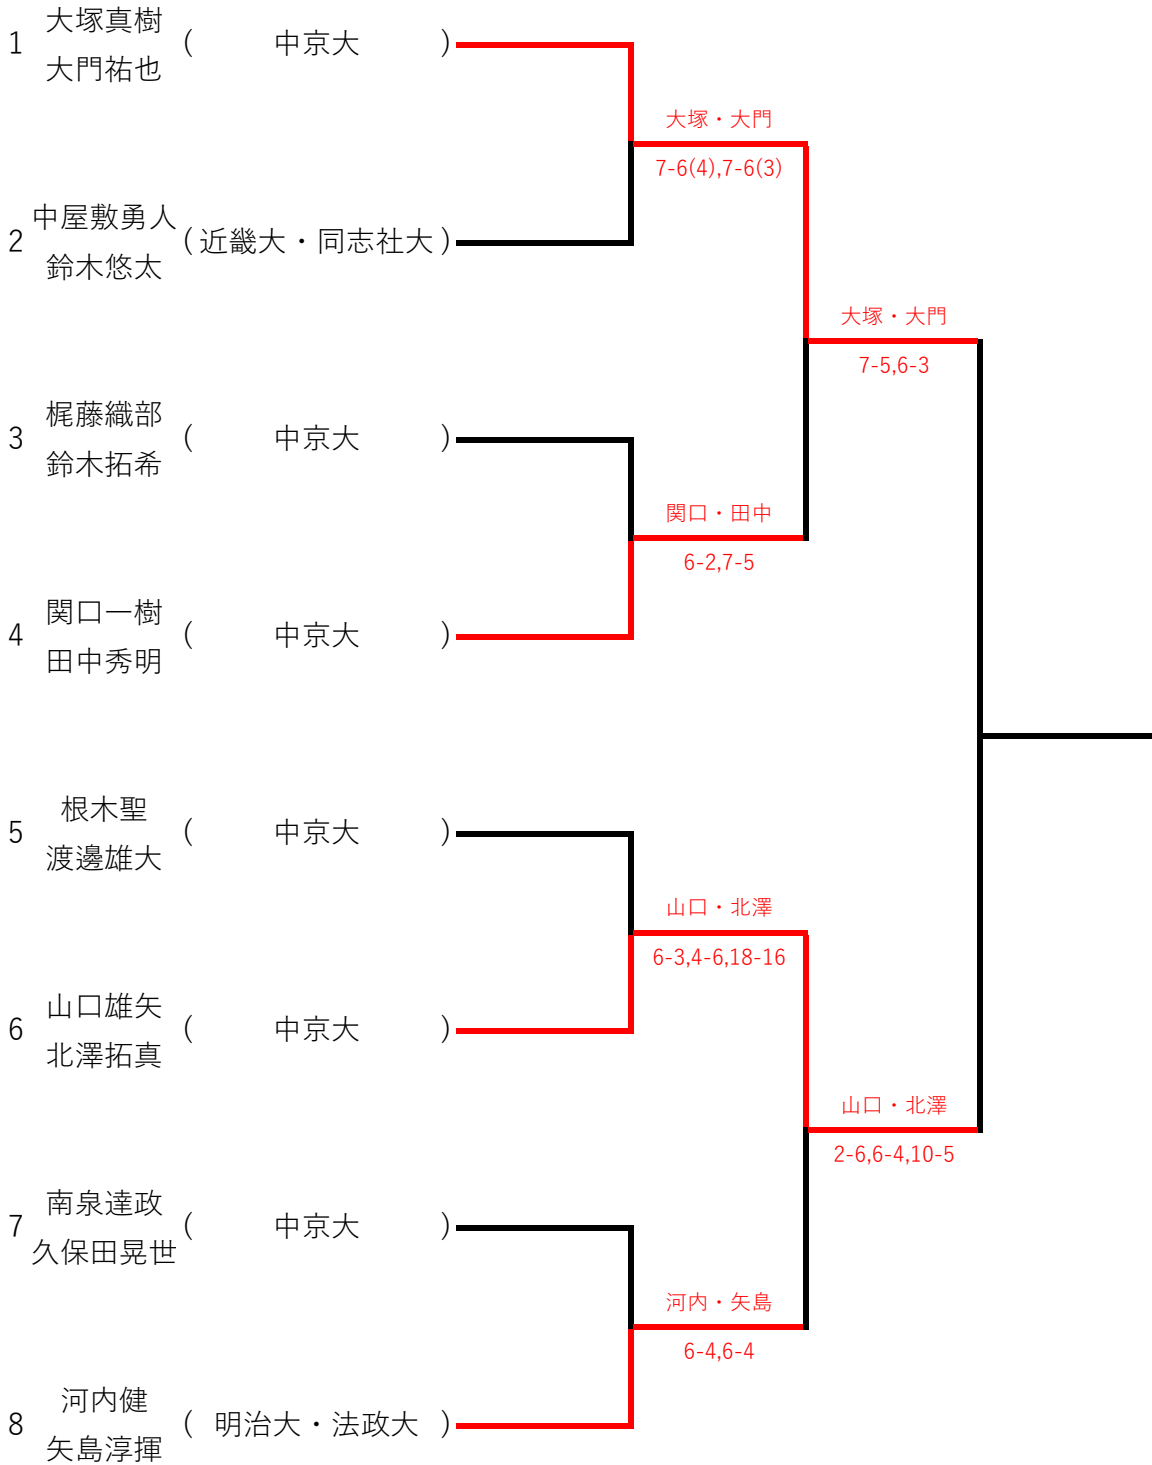 大塚真樹
1 ( 中京大 )
大門祐也
大塚・大門
7-6(4),7-6(3)
中屋敷勇人
2 (近畿大・同志社大)
鈴木悠太
大塚・大門
7-5,6-3
梶藤織部
3 ( 中京大 )
鈴木拓希
関口・田中
6-2,7-5
関口一樹
4 ( 中京大 )
田中秀明
根木聖
5 ( 中京大 )
渡邊雄大
山口・北澤
6-3,4-6,18-16
山口雄矢
6 ( 中京大 )
北澤拓真
山口・北澤
2-6,6-4,10-5
南泉達政
7 ( 中京大 )
久保田晃世
河内・矢島
6-4,6-4
河内健
8 ( 明治大・法政大 )
矢島淳揮